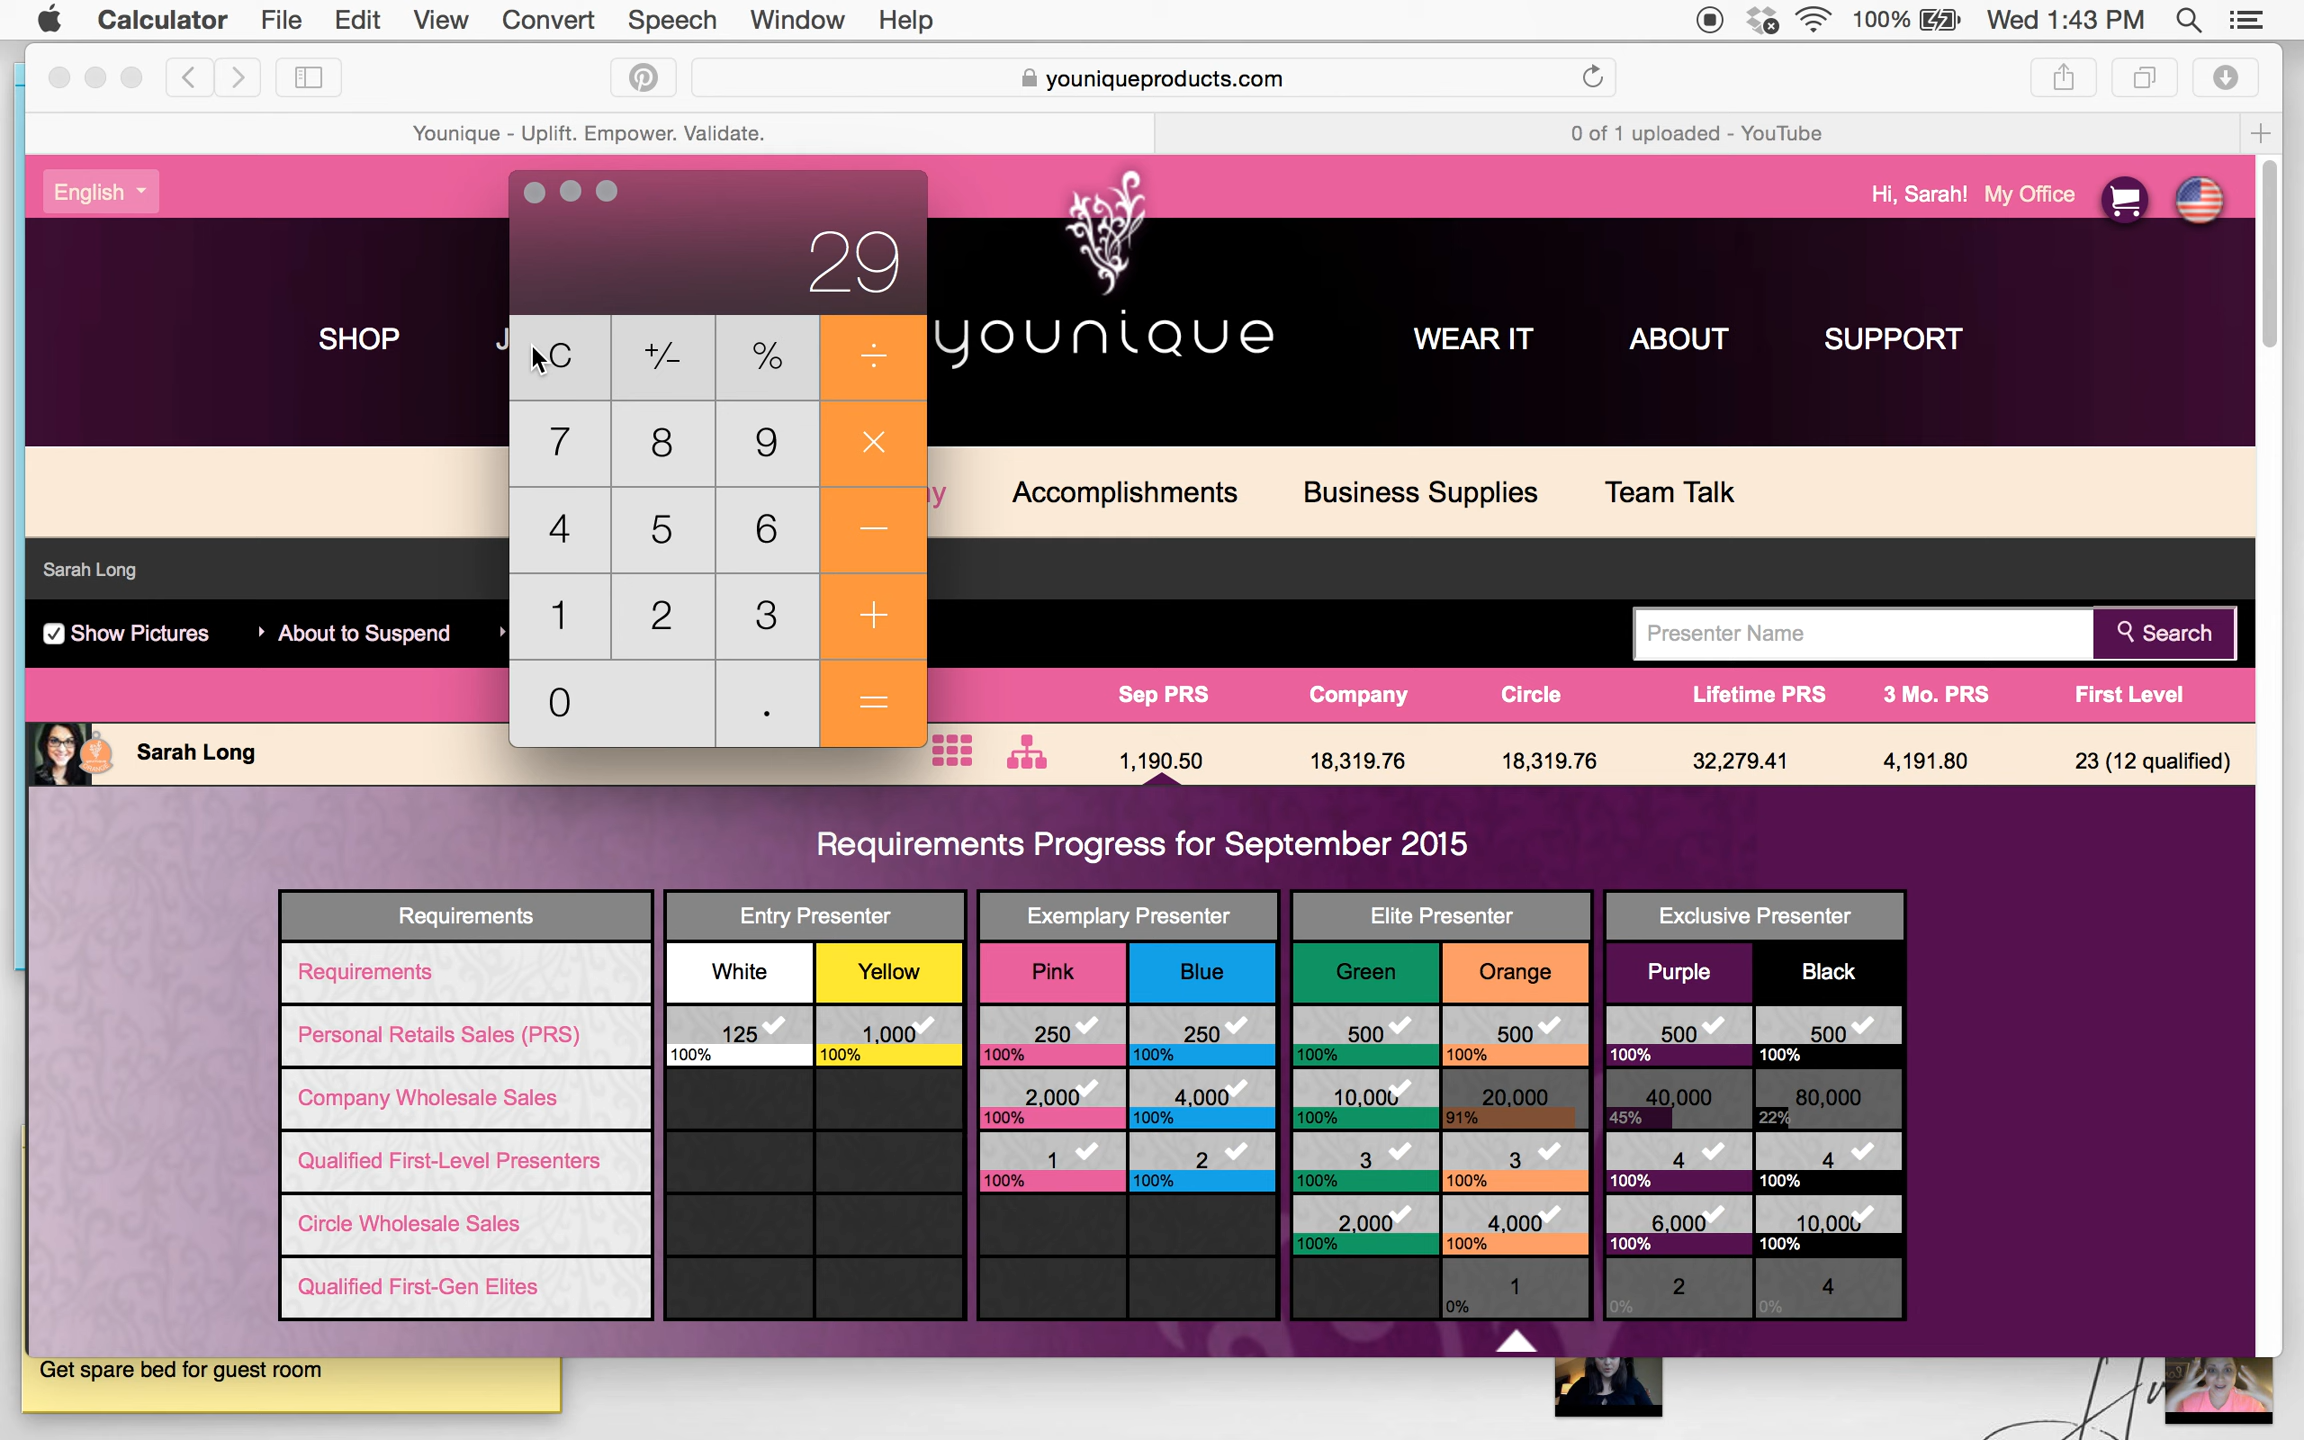 Calculator File Edit View Convert Speech Window Help 100% Wed 1:43 PM
youniqueproducts.com
Younique - Uplift. Empower. Validate. 0 of 1 uploaded - YouTube
English Hi, Sarah! My Office
29
SHOP J younique WEAR IT ABOUT SUPPORT
C +/− % ÷
7 8 9 ×
4 5 6 −
1 2 3 +
0 . =
y Accomplishments Business Supplies Team Talk
Sarah Long
Show Pictures About to Suspend Presenter Name Search
Sep PRS Company Circle Lifetime PRS 3 Mo. PRS First Level
Sarah Long 1,190.50 18,319.76 18,319.76 32,279.41 4,191.80 23 (12 qualified)
Requirements Progress for September 2015
Requirements Entry Presenter Exemplary Presenter Elite Presenter Exclusive Presenter
Requirements White Yellow Pink Blue Green Orange Purple Black
Personal Retails Sales (PRS) 125 1,000 250 250 500 500 500 500
100% 100% 100% 100% 100% 100% 100% 100%
Company Wholesale Sales 2,000 4,000 10,000 20,000 40,000 80,000
100% 100% 100% 91% 45% 22%
Qualified First-Level Presenters 1 2 3 3 4 4
100% 100% 100% 100% 100% 100%
Circle Wholesale Sales 2,000 4,000 6,000 10,000
100% 100% 100% 100%
Qualified First-Gen Elites 1 2 4
0% 0% 0%
Get spare bed for guest room